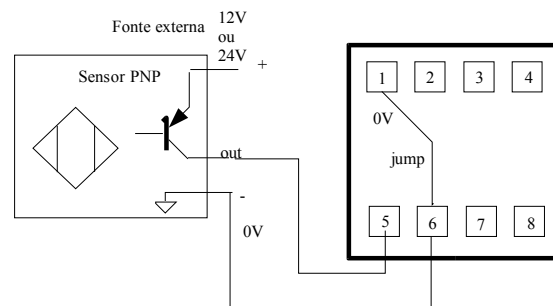 Fonte externa
12V
ou
24V
+
Sensor PNP
out
-
0V
1 2 3 4
0V
jump
5 6 7 8